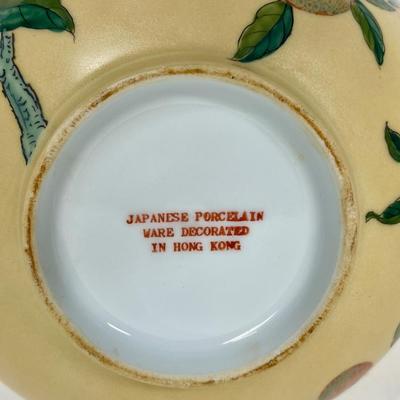 JAPANESE PORCELAIN
WARE DECORATED
IN HONG KONG